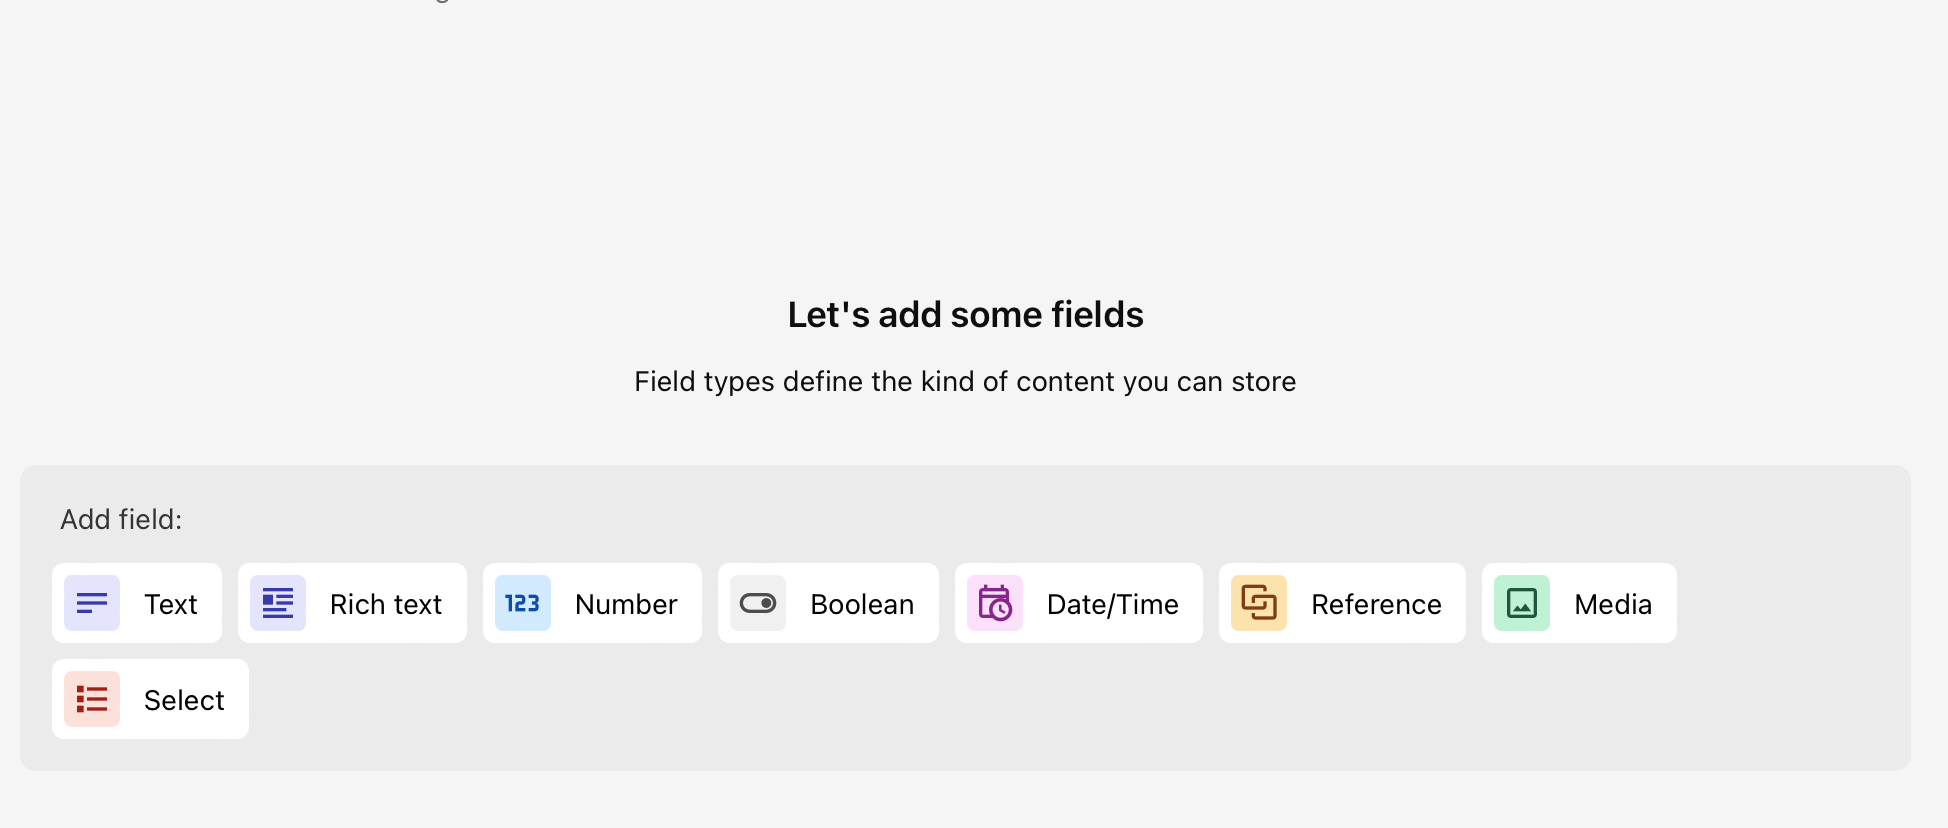 Let's add some fields
Field types define the kind of content you can store
Add field:
Text
Rich text
123 Number
Boolean
Date/Time
Reference
Media
Select